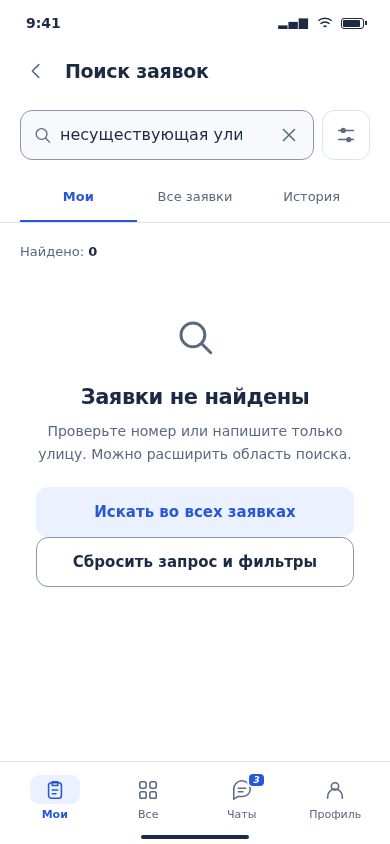 9:41
Поиск заявок
несуществующая ули
Мои
Все заявки
История
Найдено: 0
Заявки не найдены
Проверьте номер или напишите только
улицу. Можно расширить область поиска.
Искать во всех заявках
Сбросить запрос и фильтры
3
Мои
Все
Чаты
Профиль